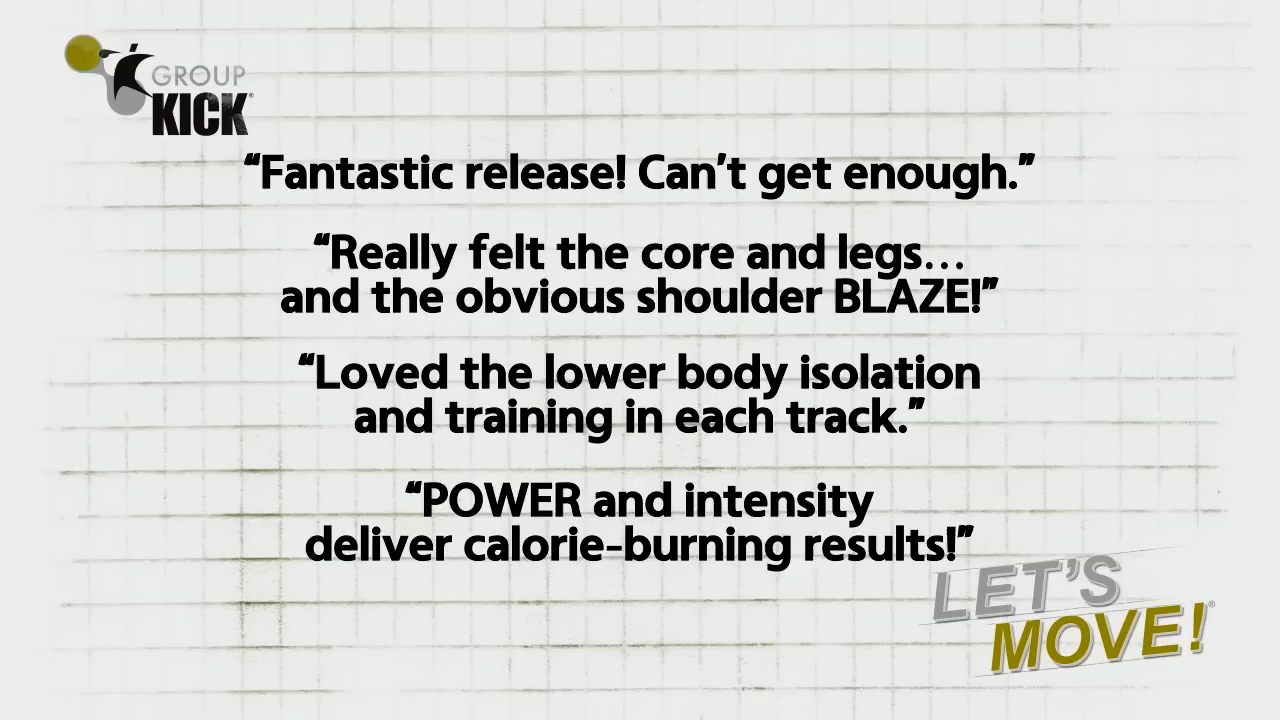 GROUP
KICK®
“Fantastic release! Can’t get enough.”
“Really felt the core and legs…
and the obvious shoulder BLAZE!”
“Loved the lower body isolation
and training in each track.”
“POWER and intensity
deliver calorie-burning results!”
LET’S
MOVE!®